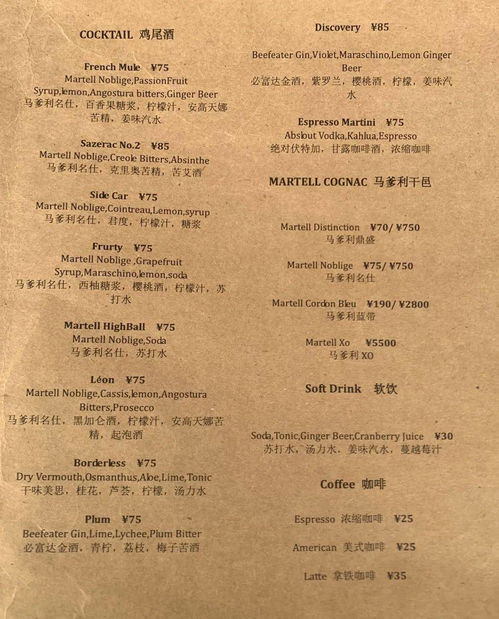 COCKTAIL 鸡尾酒
French Mule ¥75
Martell Noblige,PassionFruit
Syrup,lemon,Angostura bitters,Ginger Beer
马爹利名仕，百香果糖浆，柠檬汁，安高天娜
苦精，姜味汽水
Sazerac No.2 ¥85
Martell Noblige,Creole Bitters,Absinthe
马爹利名仕，克里奥苦精，苦艾酒
Side Car ¥75
Martell Noblige,Cointreau,Lemon,syrup
马爹利名仕，君度，柠檬汁，糖浆
Frurty ¥75
Martell Noblige ,Grapefruit
Syrup,Maraschino,lemon,soda
马爹利名仕，西柚糖浆，樱桃酒，柠檬汁，苏
打水
Martell HighBall ¥75
Martell Noblige,Soda
马爹利名仕，苏打水
Léon ¥75
Martell Noblige,Cassis,lemon,Angostura
Bitters,Prosecco
马爹利名仕，黑加仑酒，柠檬汁，安高天娜苦
精，起泡酒
Borderless ¥75
Dry Vermouth,Osmanthus,Aloe,Lime,Tonic
干味美思，桂花，芦荟，柠檬，汤力水
Plum ¥75
Beefeater Gin,Lime,Lychee,Plum Bitter
必富达金酒，青柠，荔枝，梅子苦酒
Discovery ¥85
Beefeater Gin,Violet,Maraschino,Lemon Ginger
Beer
必富达金酒，紫罗兰，樱桃酒，柠檬，姜味汽
水
Espresso Martini ¥75
Abslout Vodka,Kahlua,Espresso
绝对伏特加，甘露咖啡酒，浓缩咖啡
MARTELL COGNAC 马爹利干邑
Martell Distinction ¥70/ ¥750
马爹利鼎盛
Martell Noblige ¥75/ ¥750
马爹利名仕
Martell Cordon Bleu ¥190/ ¥2800
马爹利蓝带
Martell Xo ¥5500
马爹利 XO
Soft Drink 软饮
Soda,Tonic,Ginger Beer,Cranberry Juice ¥30
苏打水，汤力水，姜味汽水，蔓越莓汁
Coffee 咖啡
Espresso 浓缩咖啡 ¥25
American 美式咖啡 ¥25
Latte 拿铁咖啡 ¥35